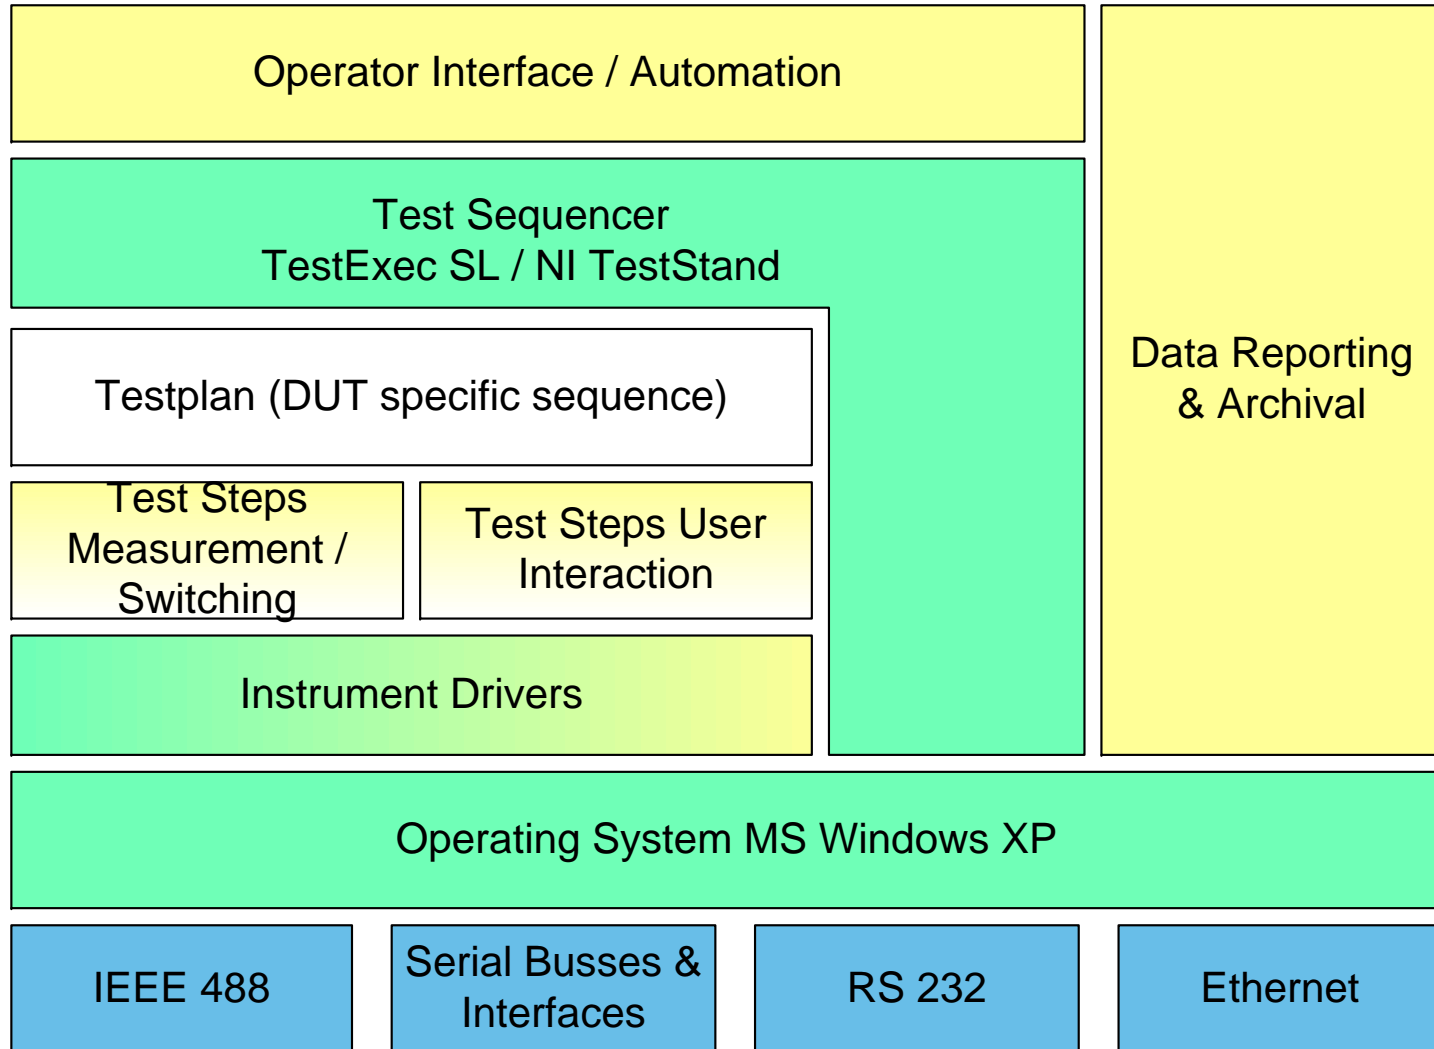 Operator Interface / Automation
Test Sequencer
TestExec SL / NI TestStand
Data Reporting
& Archival
Testplan (DUT specific sequence)
Test Steps
Measurement /
Switching
Test Steps User
Interaction
Instrument Drivers
Operating System MS Windows XP
IEEE 488
Serial Busses &
Interfaces
RS 232
Ethernet